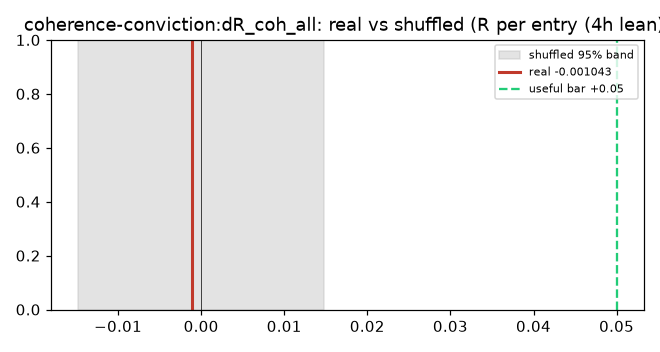 coherence-conviction:dR_coh_all: real vs shuffled (R per entry (4h lean)
shuffled 95% band
real -0.001043
useful bar +0.05
1.0
0.8
0.6
0.4
0.2
0.0
−0.01 0.00 0.01 0.02 0.03 0.04 0.05